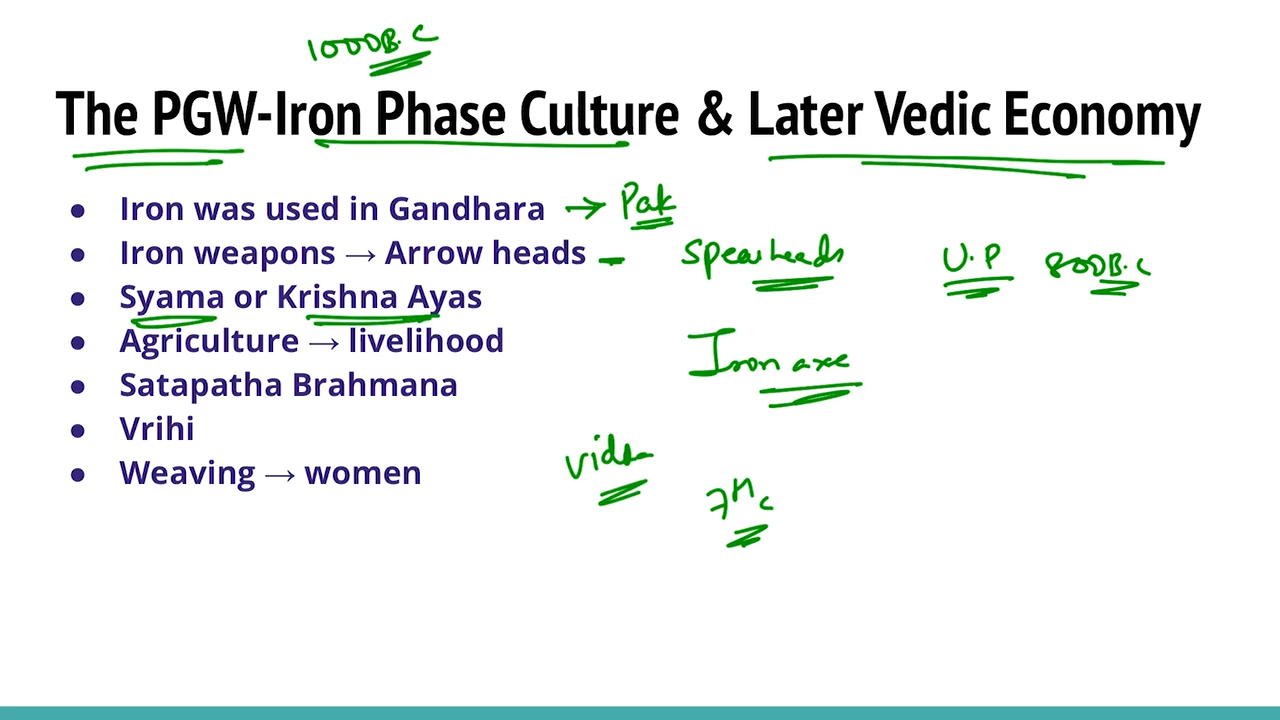 1000B.C
The PGW-Iron Phase Culture & Later Vedic Economy
● Iron was used in Gandhara → Pak
● Iron weapons → Arrow heads - Spearheads U.P 800B.C
● Syama or Krishna Ayas
● Agriculture → livelihood
Iron axe
● Satapatha Brahmana
● Vrihi
● Weaving → women
7th c